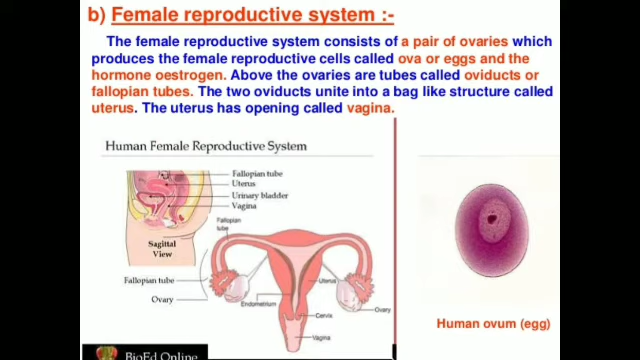 b) Female reproductive system :-
The female reproductive system consists of a pair of ovaries which
produces the female reproductive cells called ova or eggs and the
hormone oestrogen. Above the ovaries are tubes called oviducts or
fallopian tubes. The two oviducts unite into a bag like structure called
uterus. The uterus has opening called vagina.
Human Female Reproductive System
Fallopian tube
Uterus
Urinary bladder
Vagina
Sagittal
View
Fallopian
tube
Fallopian tube
Ovary
Uterus
Endometrium
Ovary
Cervix
Vagina
BioEd Online
Human ovum (egg)